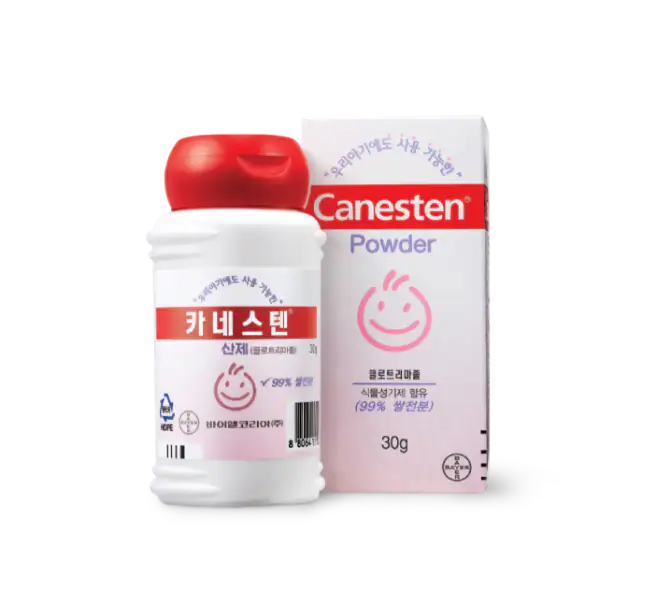 "우리아기에도 사용 가능한"
카네스텐®
산제 (클로트리마졸) 30g
✓99% 쌀전분
HDPE
BAYER
바이엘코리아(주)
"우리아기에도 사용 가능한"
Canesten®
Powder
클로트리마졸
식물성기제 함유
(99% 쌀전분)
30g
BAYER